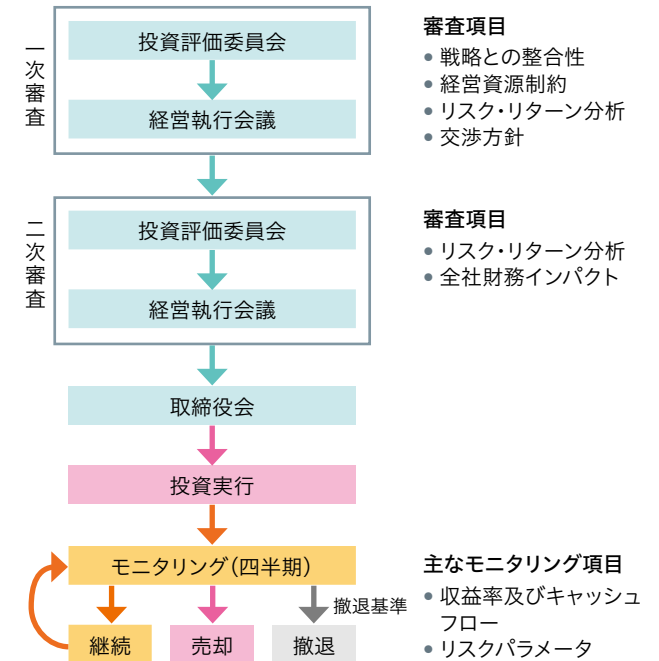 一次審査
投資評価委員会
経営執行会議
審査項目
• 戦略との整合性
• 経営資源制約
• リスク・リターン分析
• 交渉方針
二次審査
投資評価委員会
経営執行会議
審査項目
• リスク・リターン分析
• 全社財務インパクト
取締役会
投資実行
モニタリング(四半期)
撤退基準
継続
売却
撤退
主なモニタリング項目
• 収益率及びキャッシュ
フロー
• リスクパラメータ